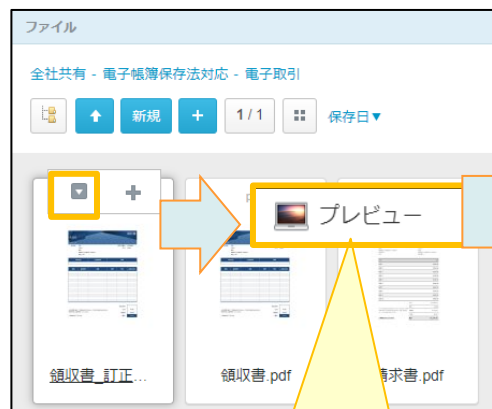 ファイル
全社共有 - 電子帳簿保存法対応 - 電子取引
新規
1 / 1
保存日▼
プレビュー
領収書_訂正...
領収書.pdf
請求書.pdf